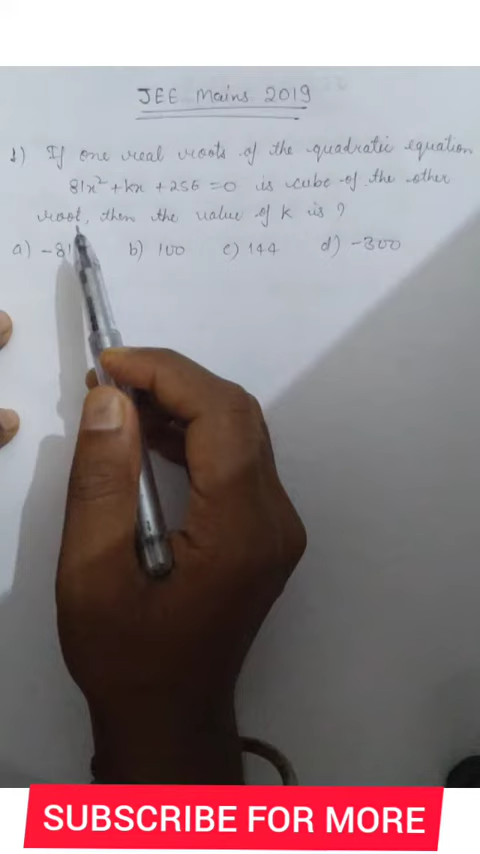 JEE Mains 2019
1) If one real roots of the quadratic equation
81x² + kx + 256 = 0 is cube of the other
root, then the value of k is ?
a) -81 b) 100 c) 144 d) -300
SUBSCRIBE FOR MORE